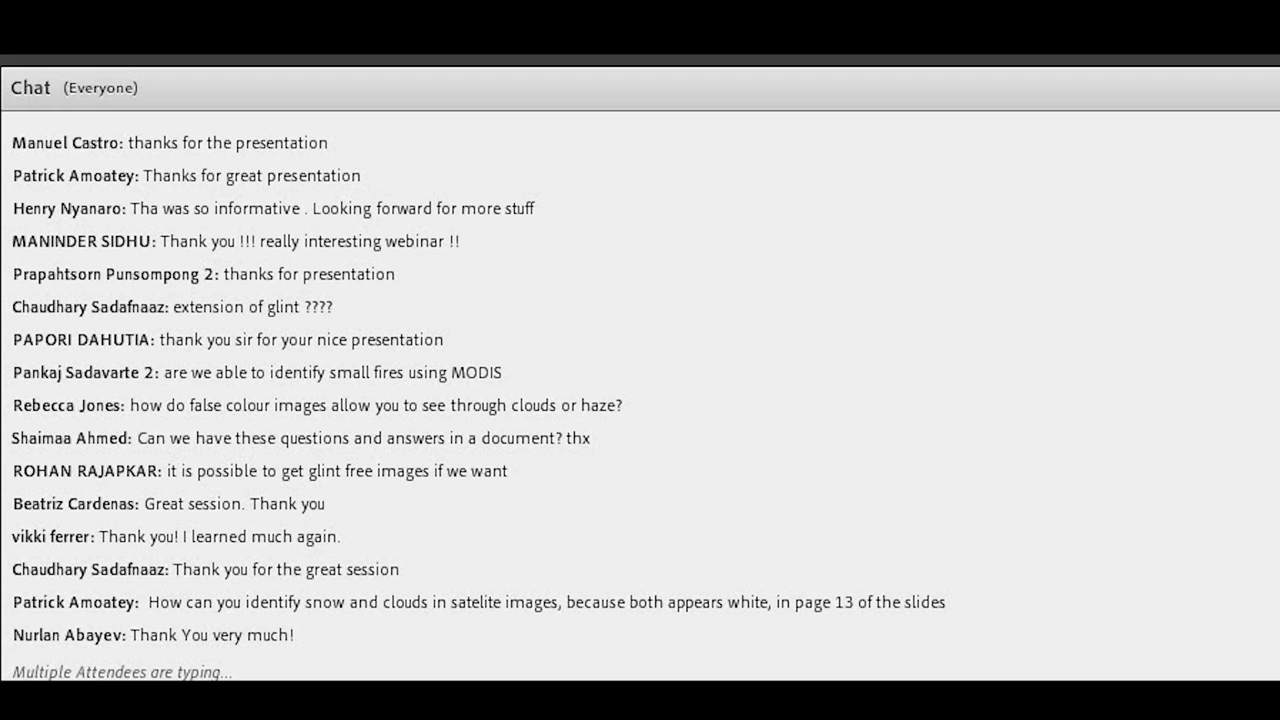 Chat (Everyone)
Manuel Castro: thanks for the presentation
Patrick Amoatey: Thanks for great presentation
Henry Nyanaro: Tha was so informative . Looking forward for more stuff
MANINDER SIDHU: Thank you !!! really interesting webinar !!
Prapahtsorn Punsompong 2: thanks for presentation
Chaudhary Sadafnaaz: extension of glint ????
PAPORI DAHUTIA: thank you sir for your nice presentation
Pankaj Sadavarte 2: are we able to identify small fires using MODIS
Rebecca Jones: how do false colour images allow you to see through clouds or haze?
Shaimaa Ahmed: Can we have these questions and answers in a document? thx
ROHAN RAJAPKAR: it is possible to get glint free images if we want
Beatriz Cardenas: Great session. Thank you
vikki ferrer: Thank you! I learned much again.
Chaudhary Sadafnaaz: Thank you for the great session
Patrick Amoatey: How can you identify snow and clouds in satelite images, because both appears white, in page 13 of the slides
Nurlan Abayev: Thank You very much!
Multiple Attendees are typing...